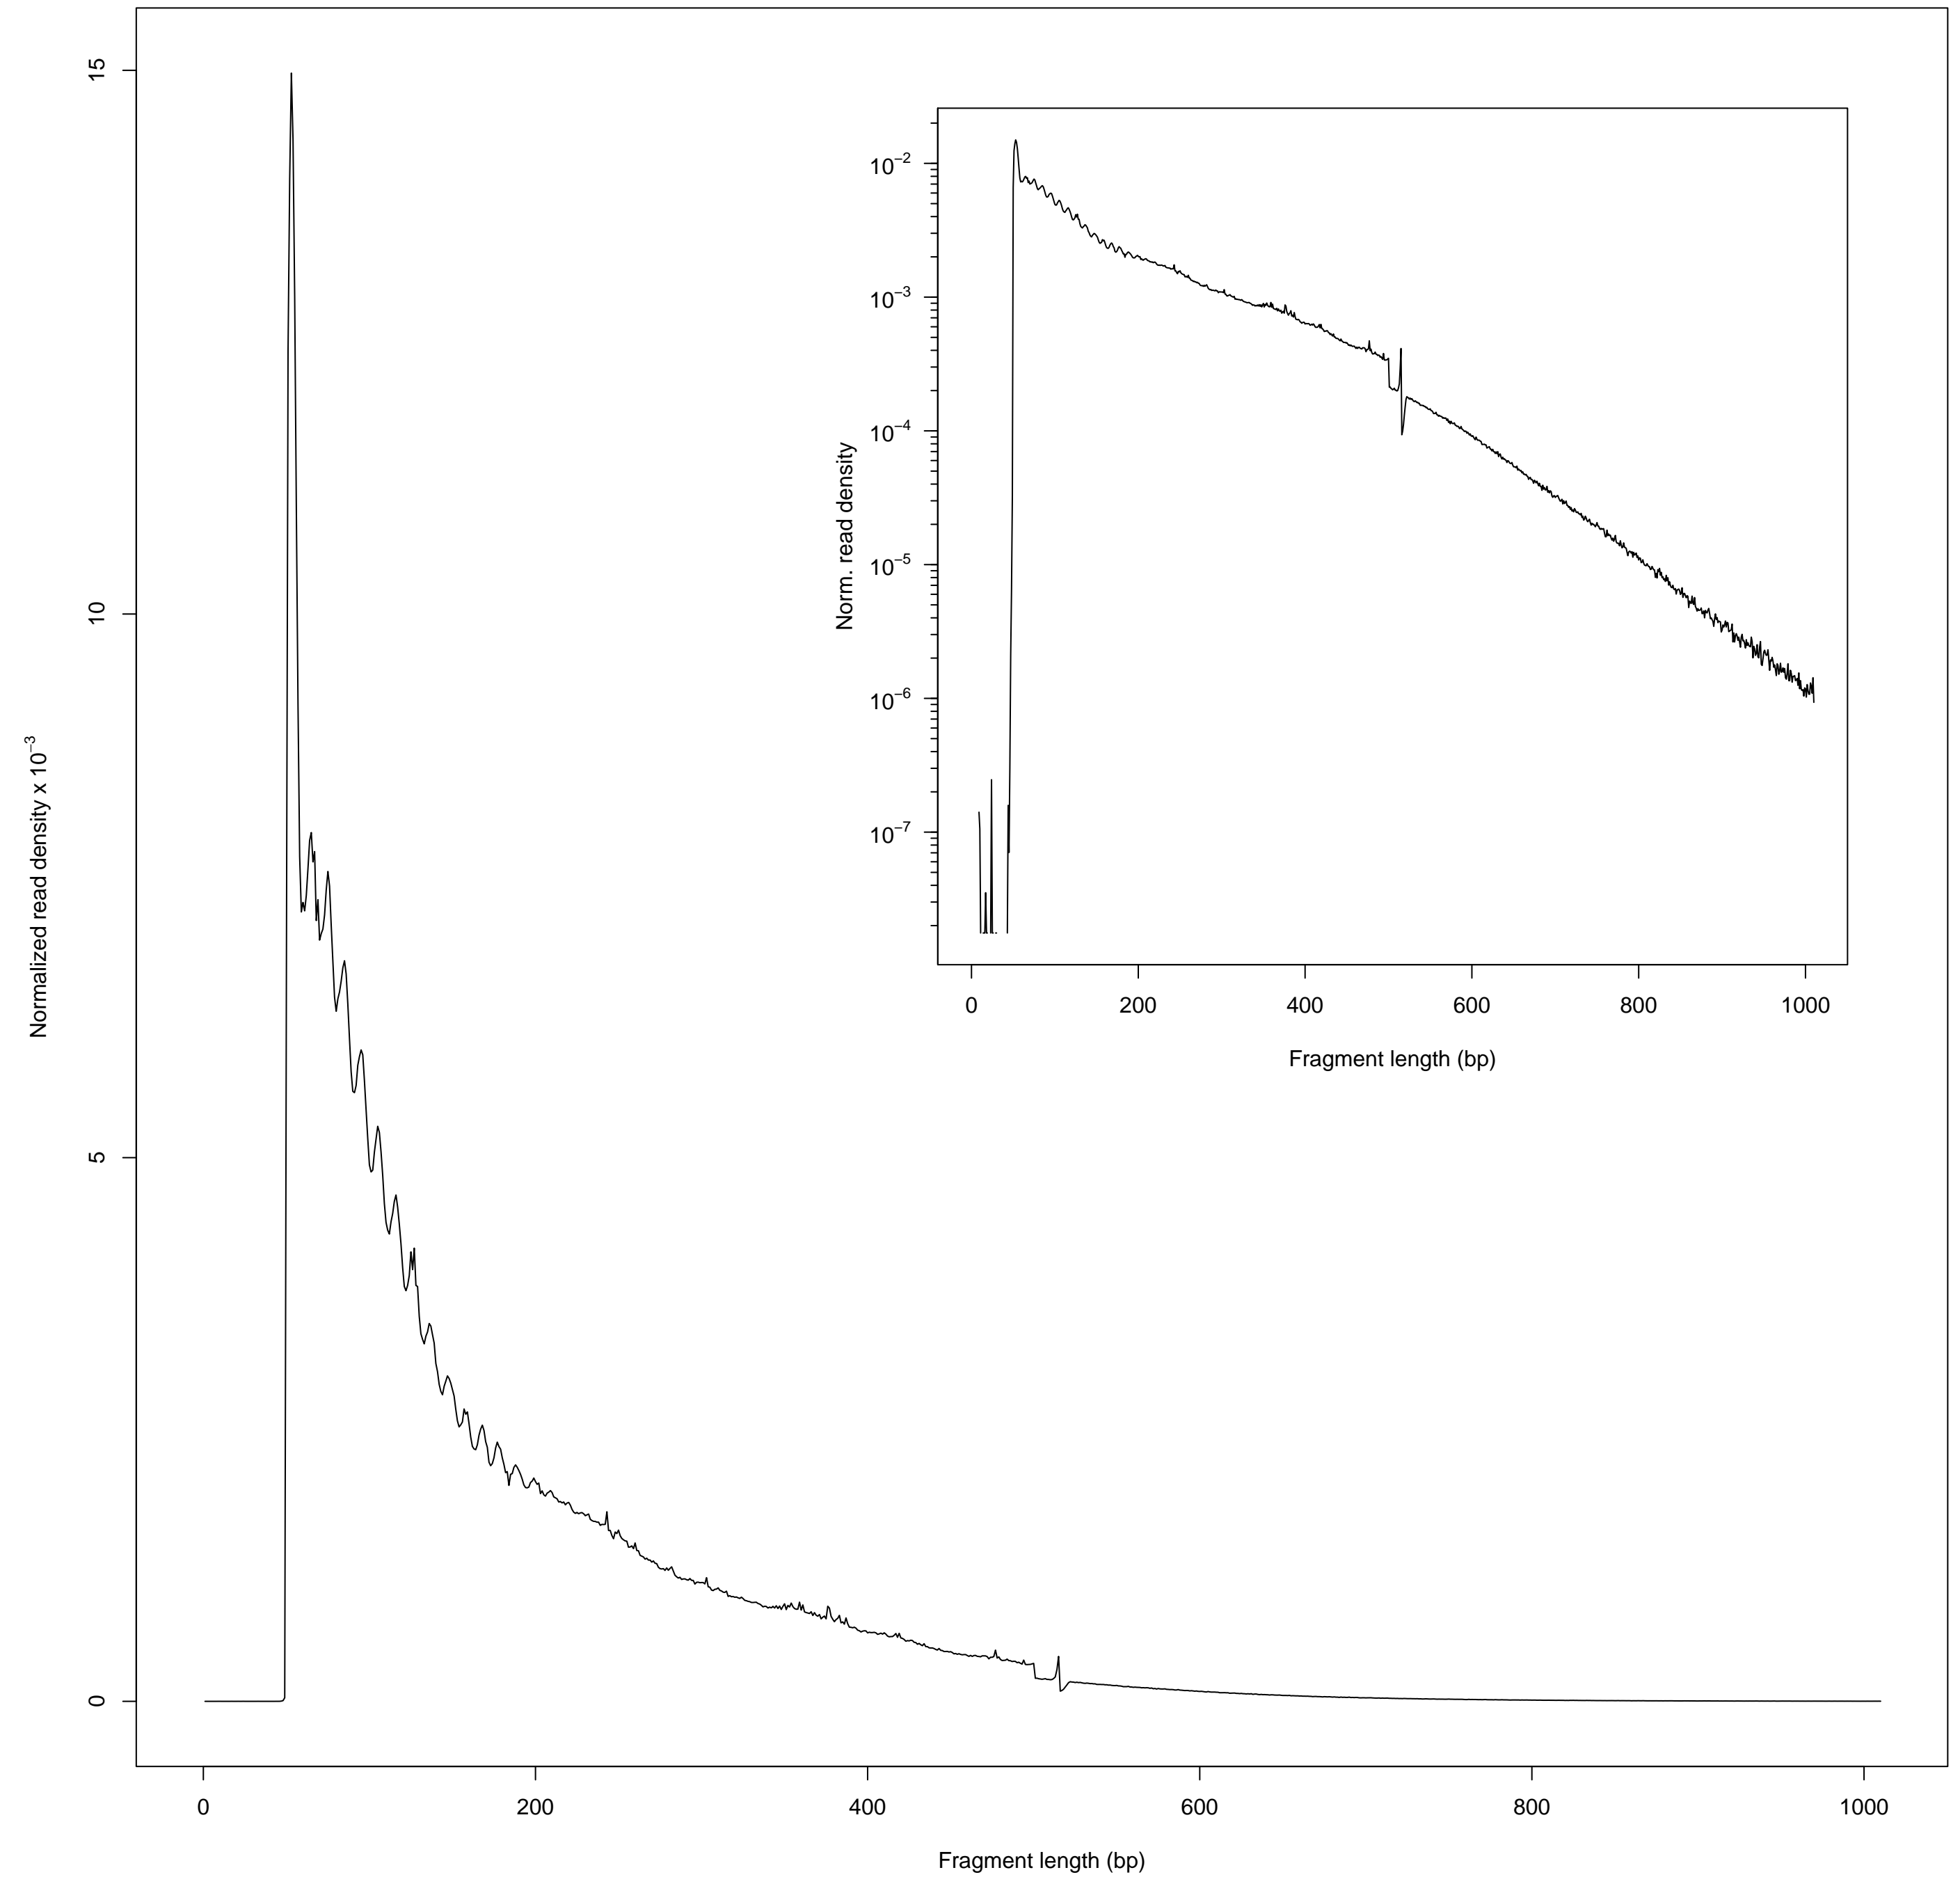 15
10
5
0
Normalized read density x 10⁻³
0 200 400 600 800 1000
Fragment length (bp)
10⁻²
10⁻³
10⁻⁴
10⁻⁵
10⁻⁶
10⁻⁷
Norm. read density
0 200 400 600 800 1000
Fragment length (bp)